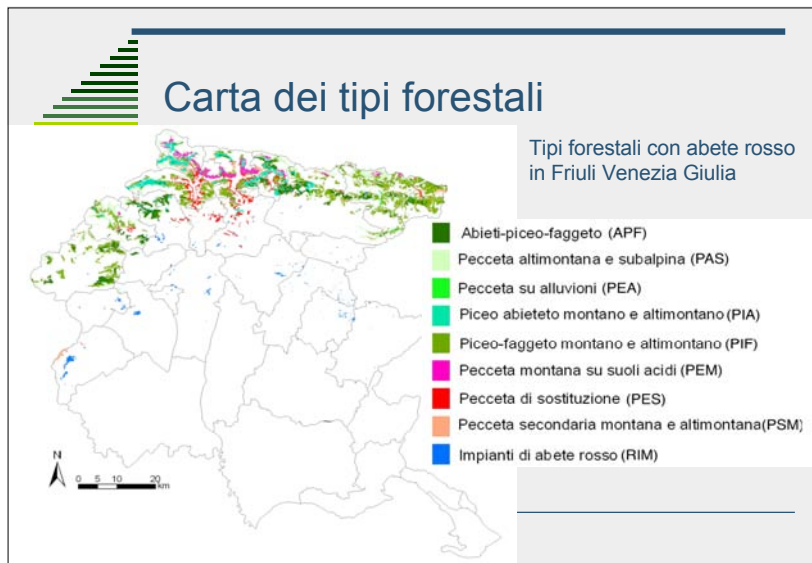 Carta dei tipi forestali
Tipi forestali con abete rosso
in Friuli Venezia Giulia
Abieti-piceo-faggeto (APF)
Pecceta altimontana e subalpina (PAS)
Pecceta su alluvioni (PEA)
Piceo abieteto montano e altimontano (PIA)
Piceo-faggeto montano e altimontano (PIF)
Pecceta montana su suoli acidi (PEM)
Pecceta di sostituzione (PES)
Pecceta secondaria montana e altimontana(PSM)
Impianti di abete rosso (RIM)
N
0 5 10 20
km